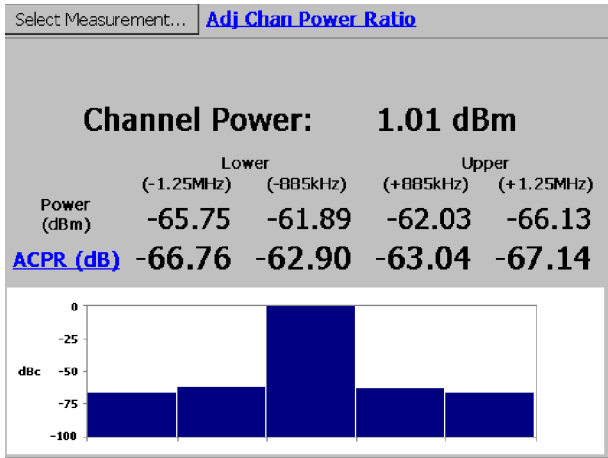 Select Measurement... Adj Chan Power Ratio
Channel Power: 1.01 dBm
Lower Upper
(-1.25MHz) (-885kHz) (+885kHz) (+1.25MHz)
Power
(dBm) -65.75 -61.89 -62.03 -66.13
ACPR (dB) -66.76 -62.90 -63.04 -67.14
0
-25
dBc -50
-75
-100